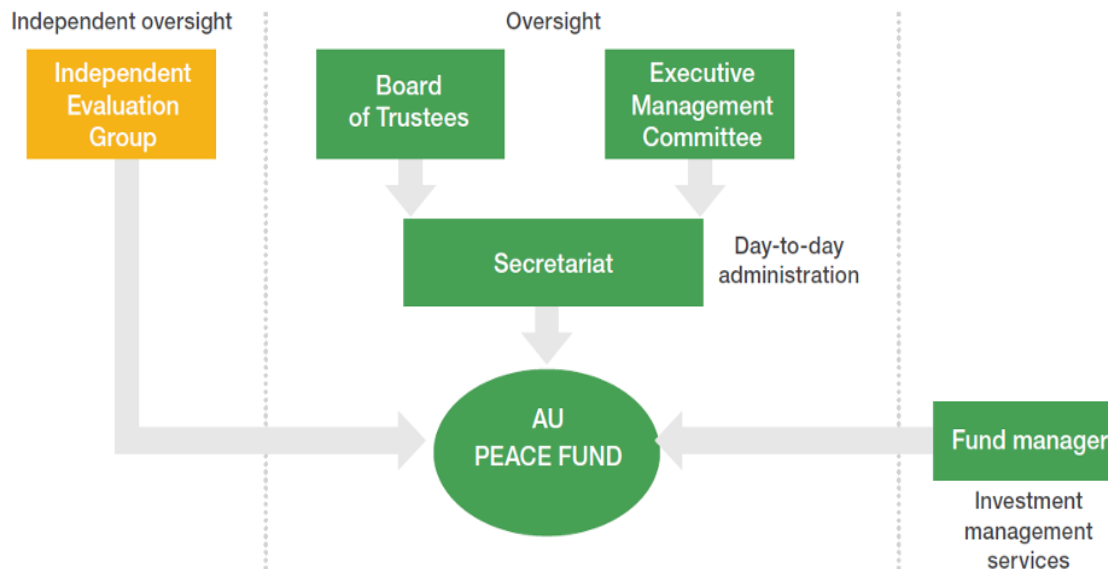 Independent oversight
Oversight
Independent
Evaluation
Group
Board
of Trustees
Executive
Management
Committee
Secretariat
Day-to-day
administration
AU
PEACE FUND
Fund manager
Investment
management
services